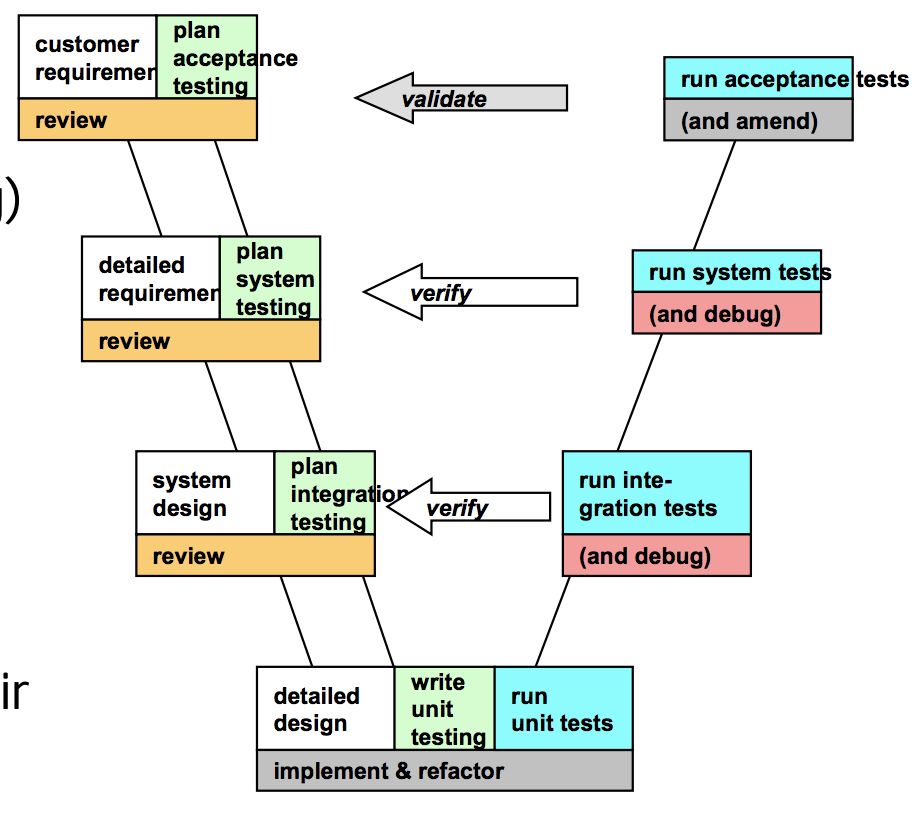 customer
requiremen
plan
acceptance
testing
review
validate
run acceptance tests
(and amend)
g)
detailed
requiremen
plan
system
testing
review
verify
run system tests
(and debug)
system
design
plan
integration
testing
review
verify
run inte-
gration tests
(and debug)
ir
detailed
design
write
unit
testing
run
unit tests
implement & refactor